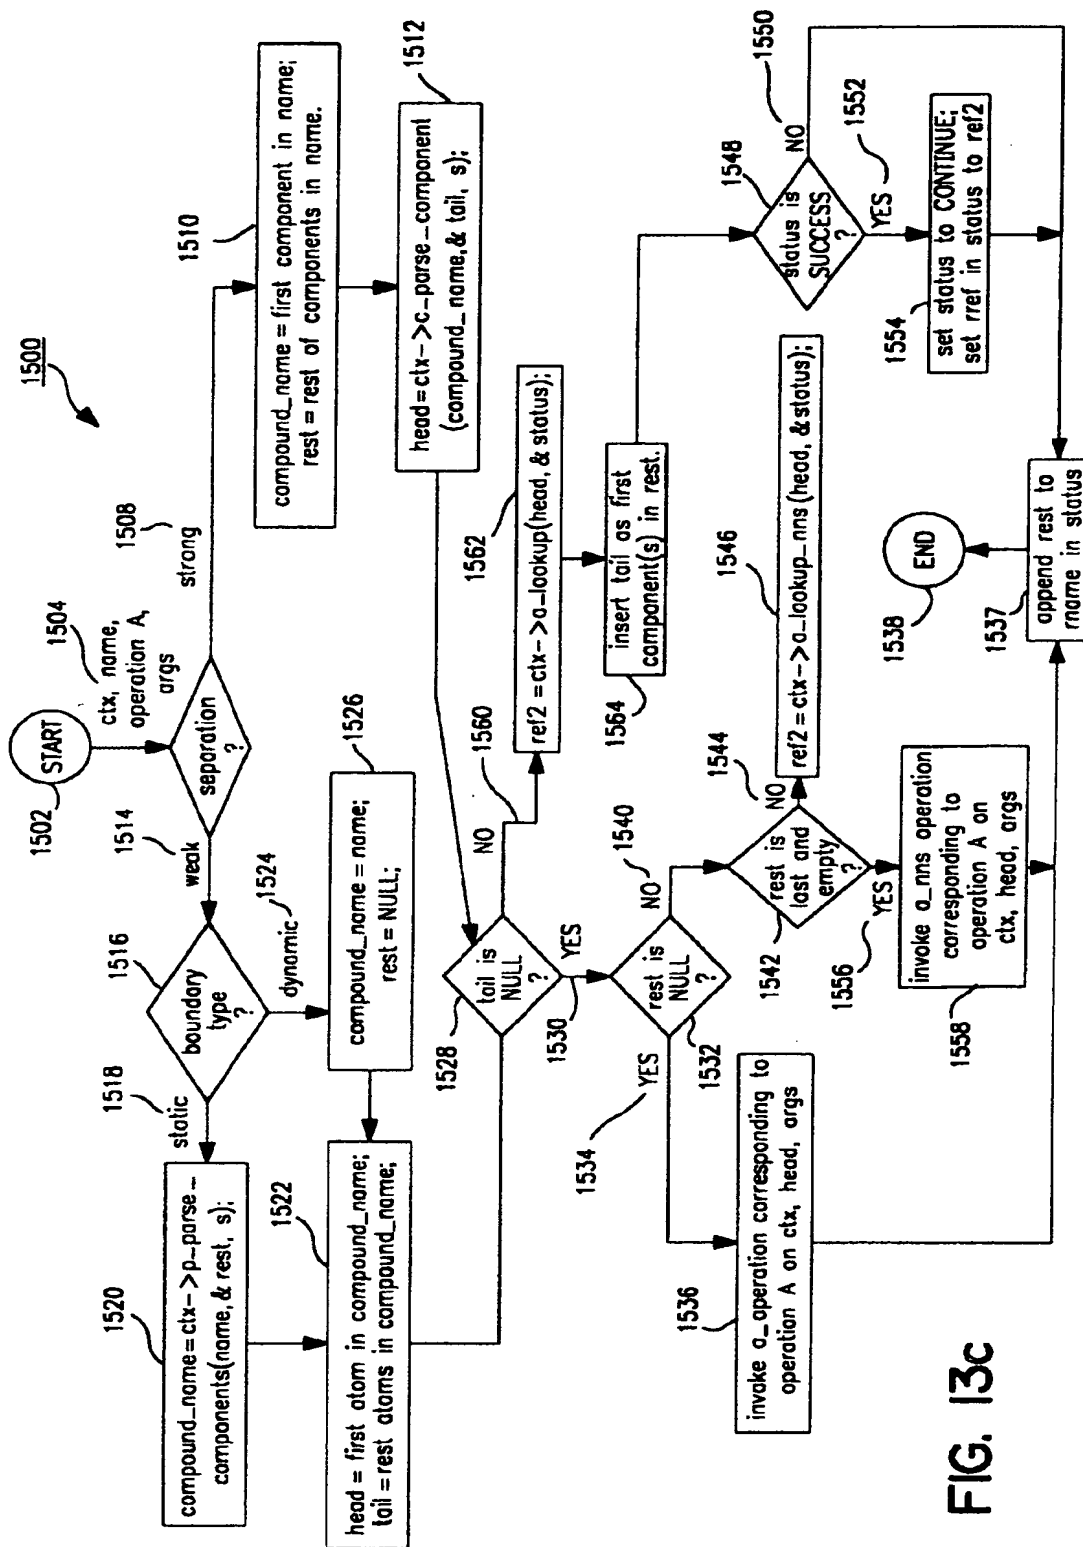 1500
START
1502
1504
ctx, name,
operation A,
args
separation
?
1508
strong
1510
compound_name = first component in name;
rest = rest of components in name.
1512
head=ctx->c-parse-component
(compound_name,& tail, s);
1514
weak
1516
boundary
type
?
1518
static
1520
compound_name=ctx->p-parse-
components(name,& rest, s);
1524
dynamic
1526
compound_name = name;
rest = NULL;
1522
head = first atom in compound_name;
tail = rest atoms in compound_name;
1528
tail is
NULL
?
NO
1560
ref2 = ctx->a-lookup(head, & status);
1562
insert tail as first
component(s) in rest.
1564
YES
1530
rest is
NULL
?
1532
YES
1534
invoke a_operation corresponding to
operation A on ctx, head, args
1536
NO
1540
rest is
last and
empty
?
1542
NO
1544
ref2=ctx->a-lookup_nns(head, &status);
1546
YES
1556
invoke a_nns operation
corresponding to
operation A on
ctx, head, args
1558
status is
SUCCESS
?
1548
NO
1550
YES
1552
set status to CONTINUE;
set rref in status to ref2
1554
append rest to
rname in status
1537
END
1538
FIG. 13c